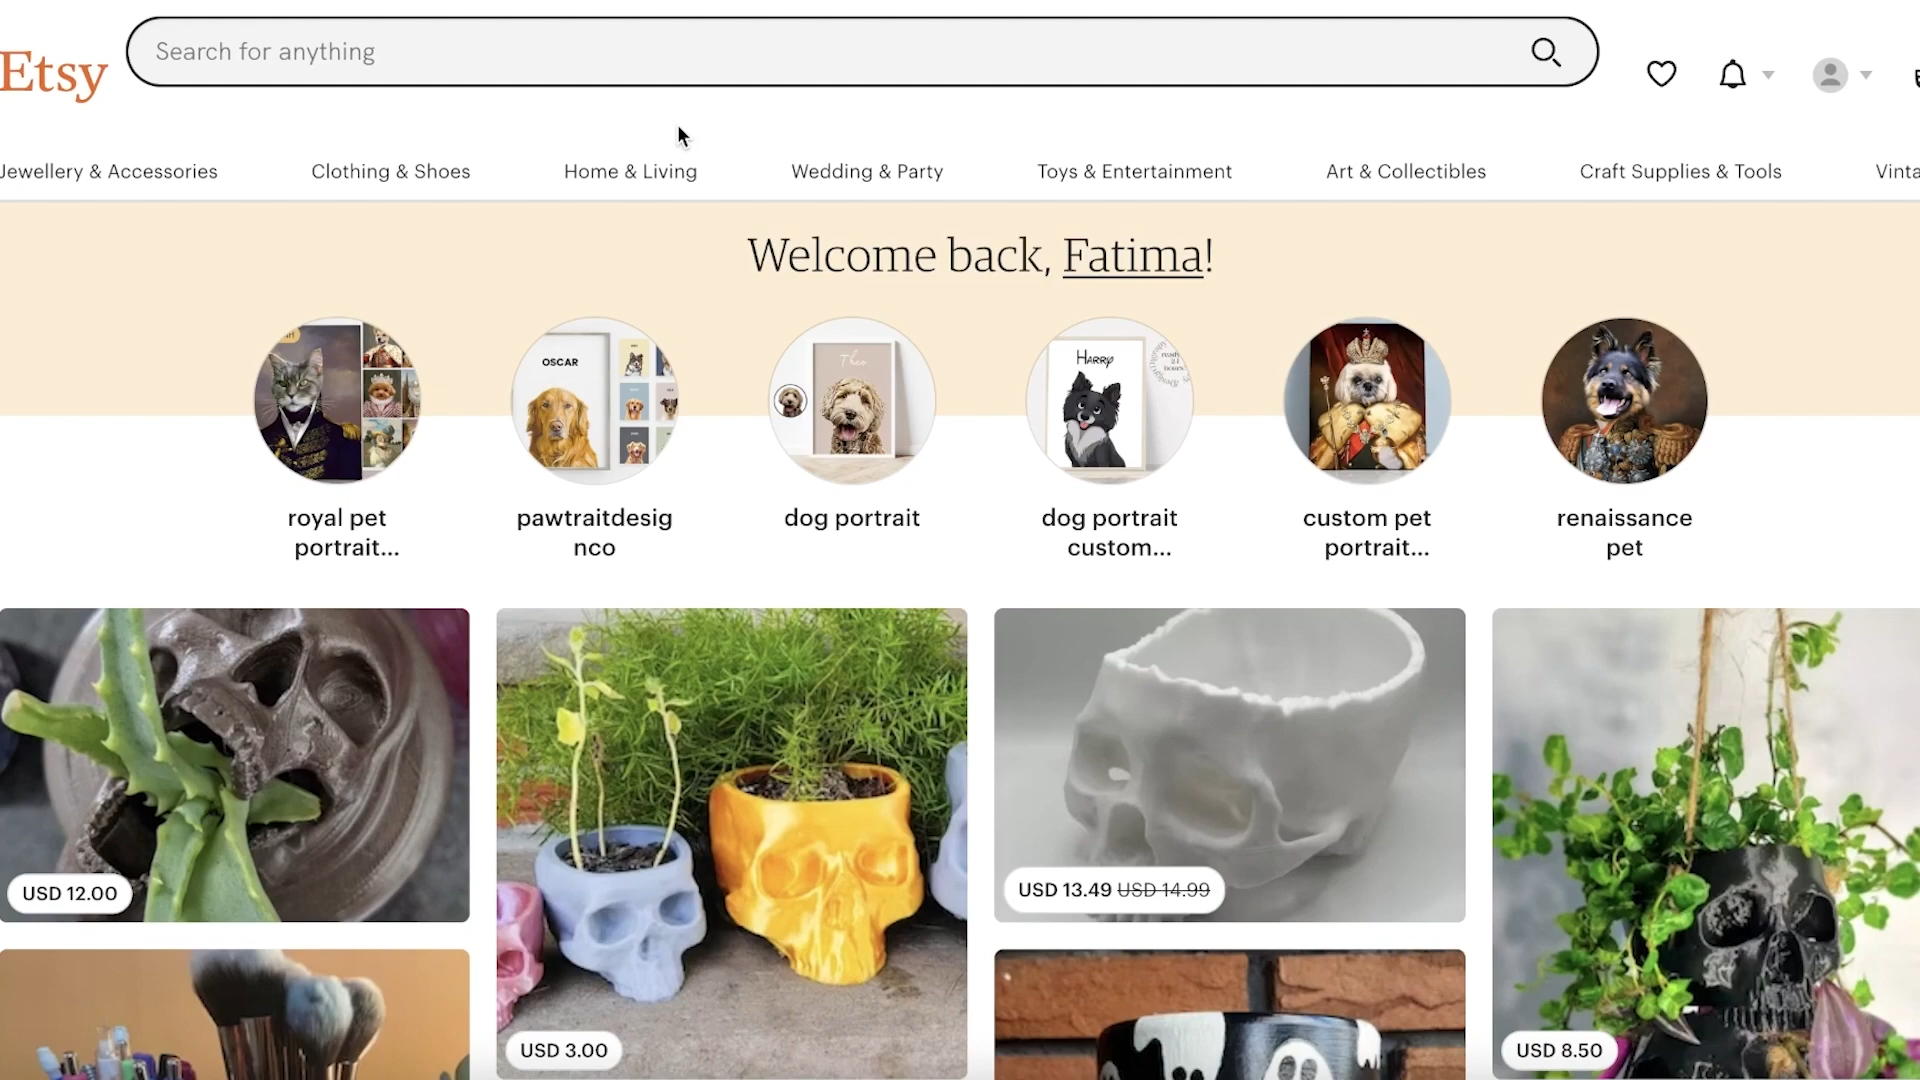 Etsy
Search for anything
Jewellery & Accessories
Clothing & Shoes
Home & Living
Wedding & Party
Toys & Entertainment
Art & Collectibles
Craft Supplies & Tools
Vinta
Welcome back, Fatima!
OSCAR
Theo
HARRY
royal pet
portrait...
pawtraitdesig
nco
dog portrait
dog portrait
custom...
custom pet
portrait...
renaissance
pet
USD 12.00
USD 3.00
USD 13.49 USD 14.99
USD 8.50